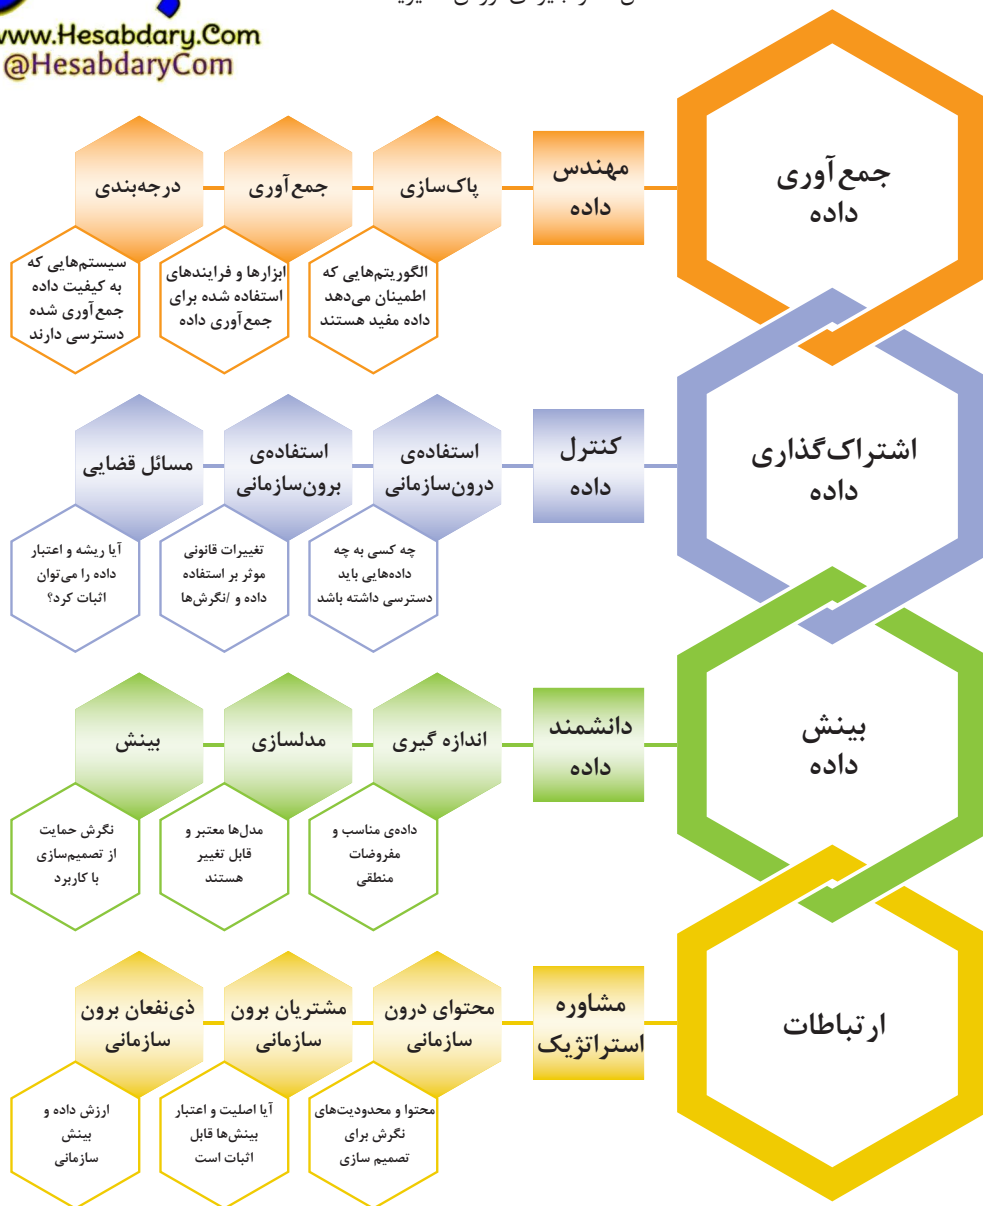 www.Hesabdary.Com
@HesabdaryCom
جمع‌آوری
داده
مهندس
داده
پاک‌سازی
الگوریتم‌هایی که
اطمینان می‌دهد
داده مفید هستند
جمع‌آوری
ابزارها و فرایندهای
استفاده شده برای
جمع‌آوری داده
درجه‌بندی
سیستم‌هایی که
به کیفیت داده
جمع‌آوری شده
دسترسی دارند
اشتراک‌گذاری
داده
کنترل
داده
استفاده‌ی
درون‌سازمانی
چه کسی به چه
داده‌هایی باید
دسترسی داشته باشد
استفاده‌ی
برون‌سازمانی
تغییرات قانونی
موثر بر استفاده
داده و /نگرش‌ها
مسائل قضایی
آیا ریشه و اعتبار
داده را می‌توان
اثبات کرد؟
بینش
داده
دانشمند
داده
اندازه گیری
داده‌ی مناسب و
مفروضات
منطقی
مدلسازی
مدل‌ها معتبر و
قابل تغییر
هستند
بینش
نگرش حمایت
از تصمیم‌سازی
با کاربرد
ارتباطات
مشاوره
استراتژیک
محتوای درون
سازمانی
محتوا و محدودیت‌های
نگرش برای
تصمیم سازی
مشتریان برون
سازمانی
آیا اصلیت و اعتبار
بینش‌ها قابل
اثبات است
ذی‌نفعان برون
سازمانی
ارزش داده و
بینش
سازمانی